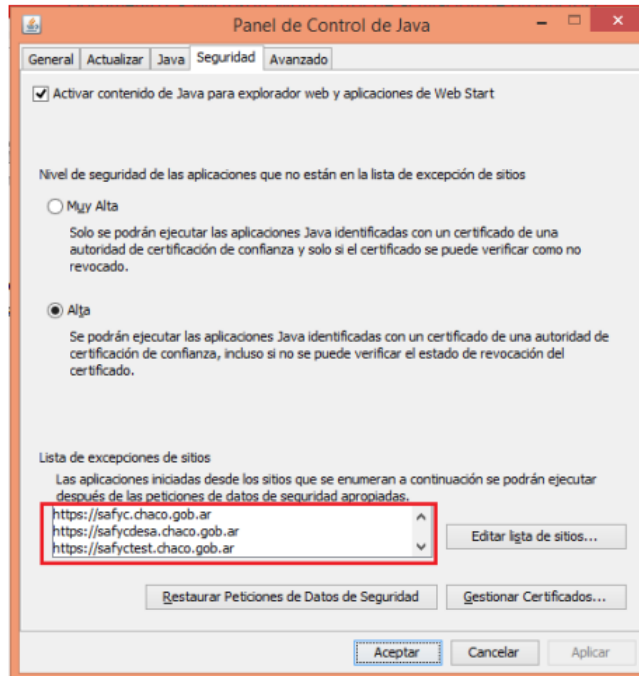 Panel de Control de Java
General Actualizar Java Seguridad Avanzado
Activar contenido de Java para explorador web y aplicaciones de Web Start
Nivel de seguridad de las aplicaciones que no están en la lista de excepción de sitios
Muy Alta
Solo se podrán ejecutar las aplicaciones Java identificadas con un certificado de una
autoridad de certificación de confianza y solo si el certificado se puede verificar como no
revocado.
Alta
Se podrán ejecutar las aplicaciones Java identificadas con un certificado de una autoridad de
certificación de confianza, incluso si no se puede verificar el estado de revocación del
certificado.
Lista de excepciones de sitios
Las aplicaciones iniciadas desde los sitios que se enumeran a continuación se podrán ejecutar
después de las peticiones de datos de seguridad apropiadas.
https://safyc.chaco.gob.ar
https://safycdesa.chaco.gob.ar
https://safyctest.chaco.gob.ar
Editar lista de sitios...
Restaurar Peticiones de Datos de Seguridad Gestionar Certificados...
Aceptar Cancelar Aplicar